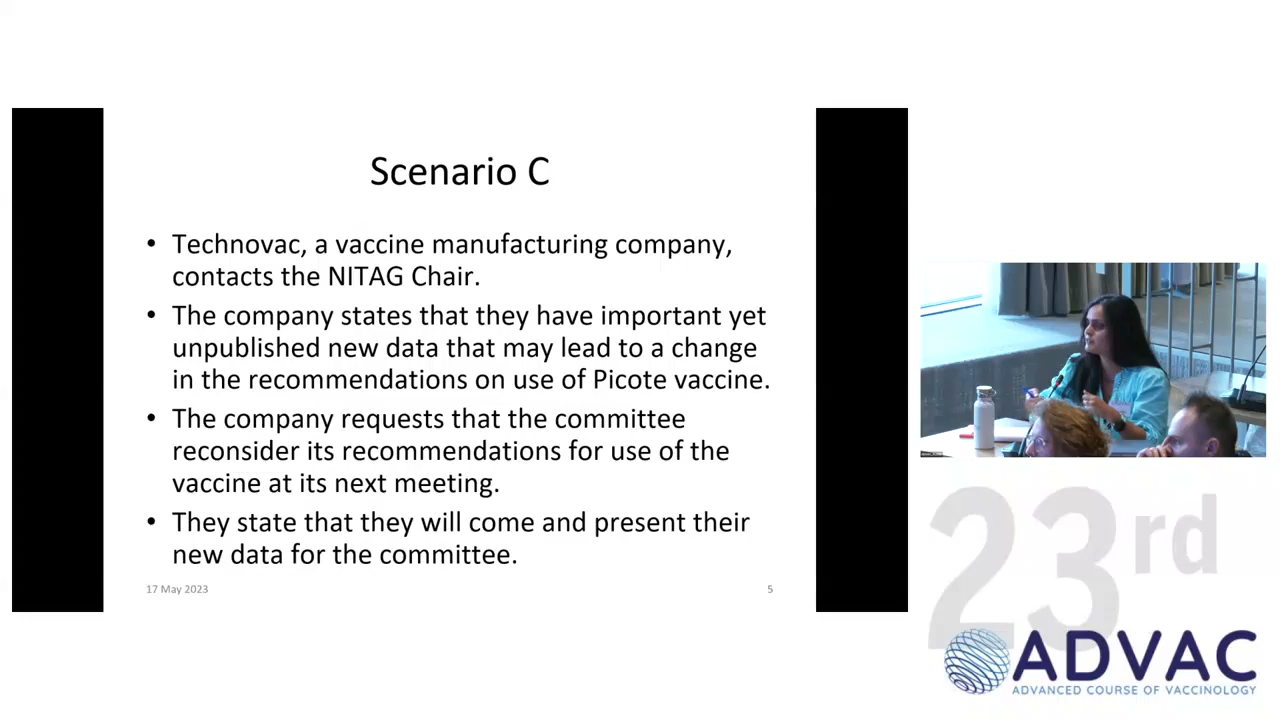 Scenario C
• Technovac, a vaccine manufacturing company,
contacts the NITAG Chair.
• The company states that they have important yet
unpublished new data that may lead to a change
in the recommendations on use of Picote vaccine.
• The company requests that the committee
reconsider its recommendations for use of the
vaccine at its next meeting.
• They state that they will come and present their
new data for the committee.
17 May 2023
5
23rd
ADVAC
ADVANCED COURSE OF VACCINOLOGY